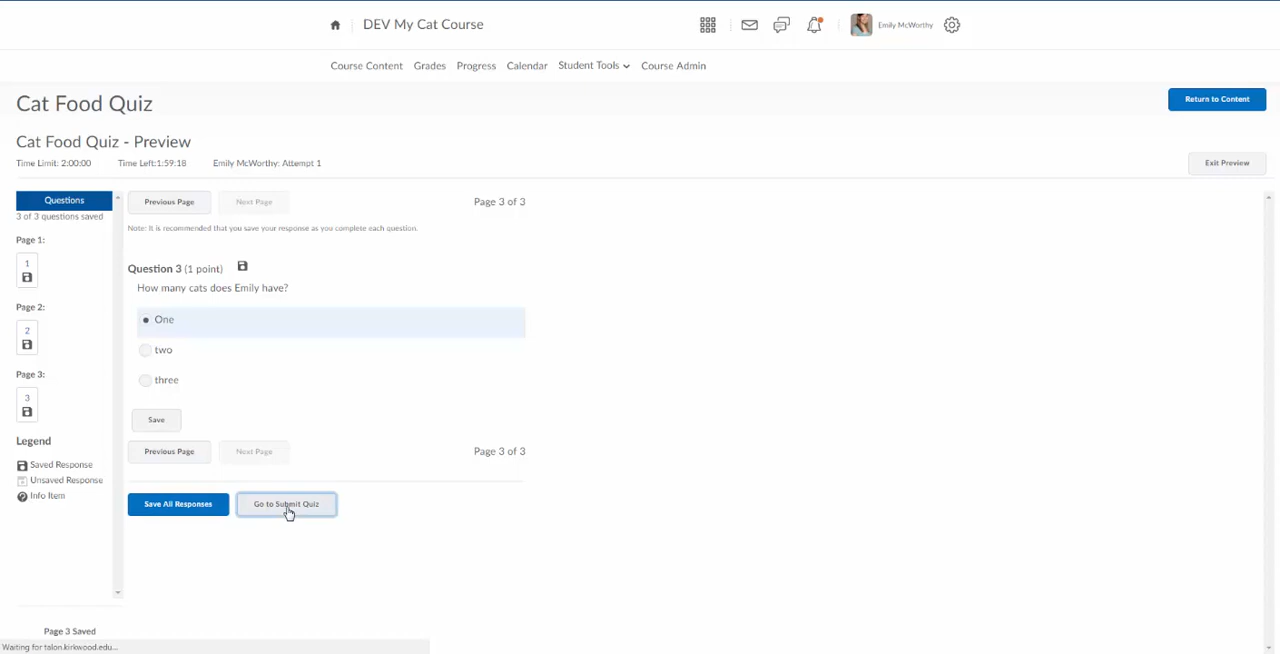 DEV My Cat Course
Emily McWorthy
Course Content Grades Progress Calendar Student Tools Course Admin
Cat Food Quiz
Return to Content
Cat Food Quiz - Preview
Time Limit: 2:00:00 Time Left:1:59:18 Emily McWorthy: Attempt 1
Exit Preview
Questions
3 of 3 questions saved
Page 1:
1
Page 2:
2
Page 3:
3
Legend
Saved Response
Unsaved Response
Info Item
Page 3 Saved
Previous Page Next Page Page 3 of 3
Note: It is recommended that you save your response as you complete each question.
Question 3 (1 point)
How many cats does Emily have?
One
two
three
Save
Previous Page Next Page Page 3 of 3
Save All Responses Go to Submit Quiz
Waiting for talon.kirkwood.edu...